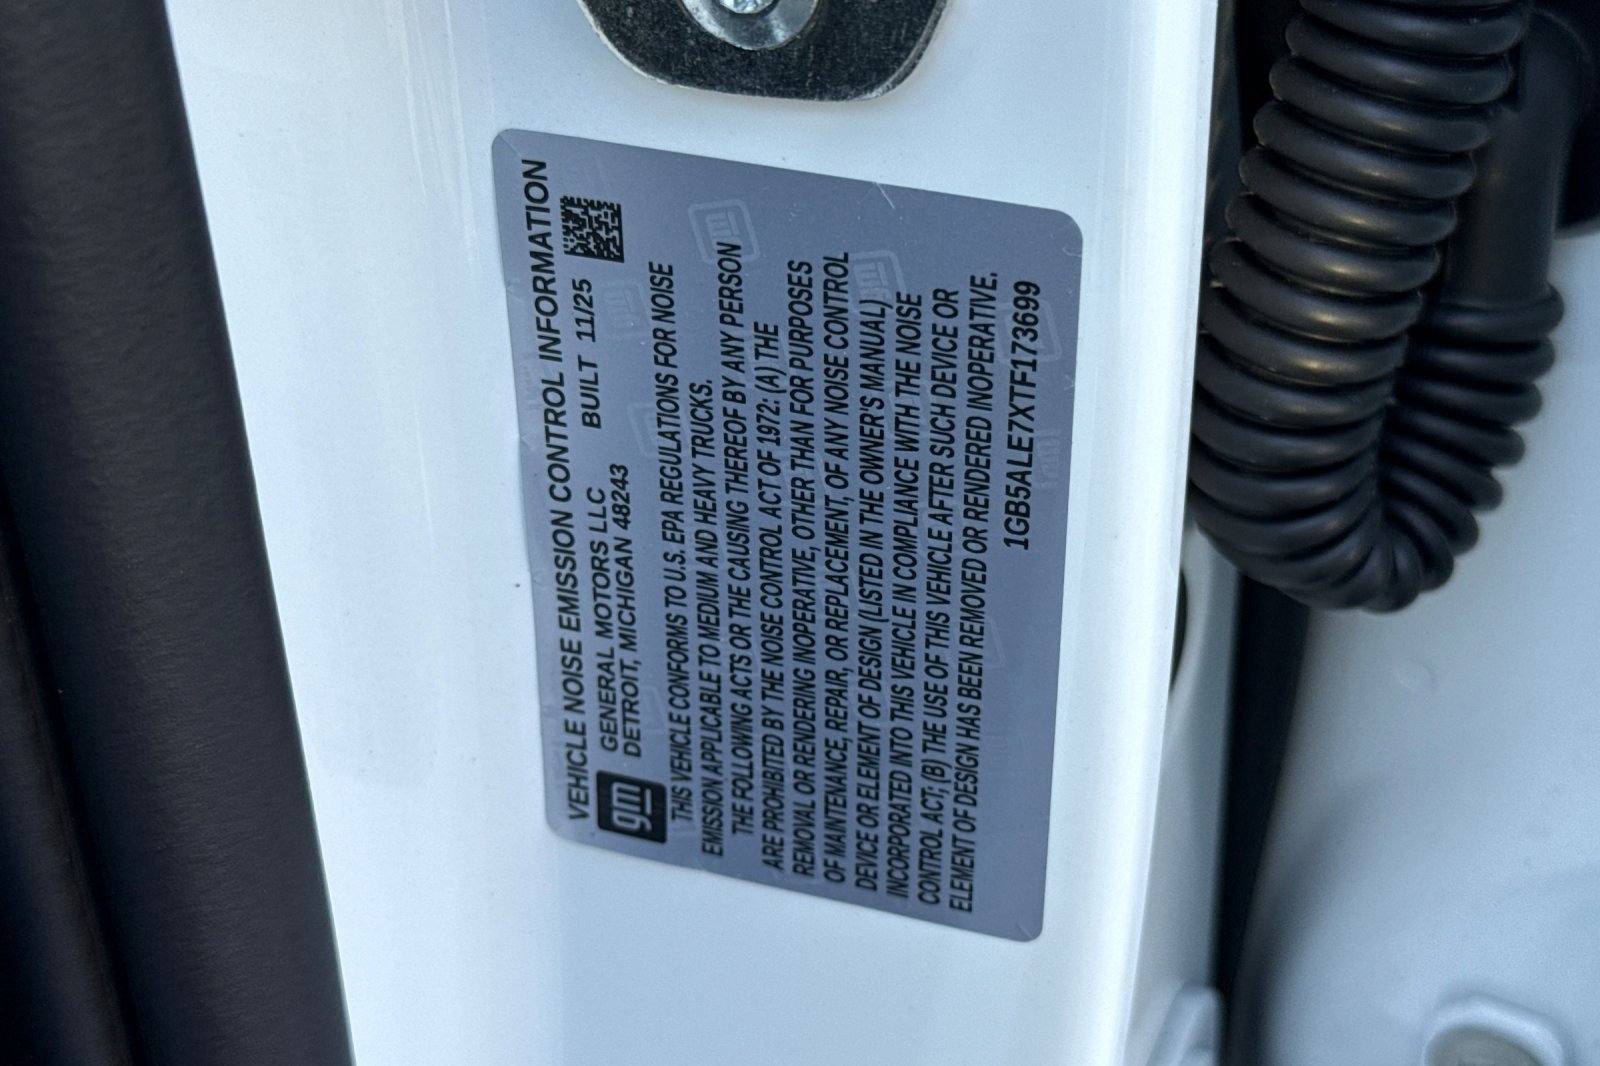 VEHICLE NOISE EMISSION CONTROL INFORMATION
gm
GENERAL MOTORS LLC
DETROIT, MICHIGAN 48243
BUILT 11/25
THIS VEHICLE CONFORMS TO U.S. EPA REGULATIONS FOR NOISE
EMISSION APPLICABLE TO MEDIUM AND HEAVY TRUCKS.
THE FOLLOWING ACTS OR THE CAUSING THEREOF BY ANY PERSON
ARE PROHIBITED BY THE NOISE CONTROL ACT OF 1972: (A) THE
REMOVAL OR RENDERING INOPERATIVE, OTHER THAN FOR PURPOSES
OF MAINTENANCE, REPAIR, OR REPLACEMENT, OF ANY NOISE CONTROL
DEVICE OR ELEMENT OF DESIGN (LISTED IN THE OWNER'S MANUAL)
INCORPORATED INTO THIS VEHICLE IN COMPLIANCE WITH THE NOISE
CONTROL ACT; (B) THE USE OF THIS VEHICLE AFTER SUCH DEVICE OR
ELEMENT OF DESIGN HAS BEEN REMOVED OR RENDERED INOPERATIVE.
1GB5ALE7XTF173699